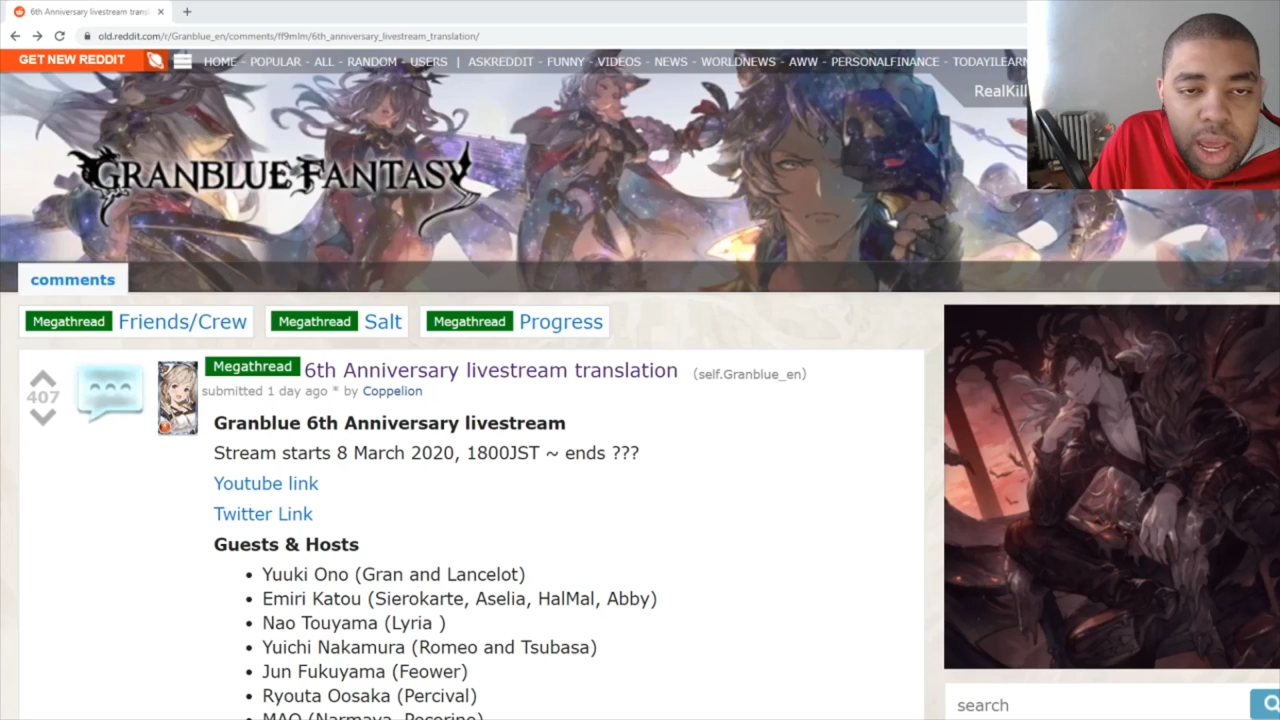 6th Anniversary livestream transl
old.reddit.com/r/Granblue_en/comments/ff9mlm/6th_anniversary_livestream_translation/
GET NEW REDDIT
HOME - POPULAR - ALL - RANDOM - USERS | ASKREDDIT - FUNNY - VIDEOS - NEWS - WORLDNEWS - AWW - PERSONALFINANCE - TODAYILEARN
RealKill
GRANBLUE FANTASY
comments
Megathread Friends/Crew Megathread Salt Megathread Progress
Megathread 6th Anniversary livestream translation (self.Granblue_en)
407
submitted 1 day ago * by Coppelion
Granblue 6th Anniversary livestream
Stream starts 8 March 2020, 1800JST ~ ends ???
Youtube link
Twitter Link
Guests & Hosts
• Yuuki Ono (Gran and Lancelot)
• Emiri Katou (Sierokarte, Aselia, HalMal, Abby)
• Nao Touyama (Lyria )
• Yuichi Nakamura (Romeo and Tsubasa)
• Jun Fukuyama (Feower)
• Ryouta Oosaka (Percival)
• MAO (Narmaya, Pecorino)
search